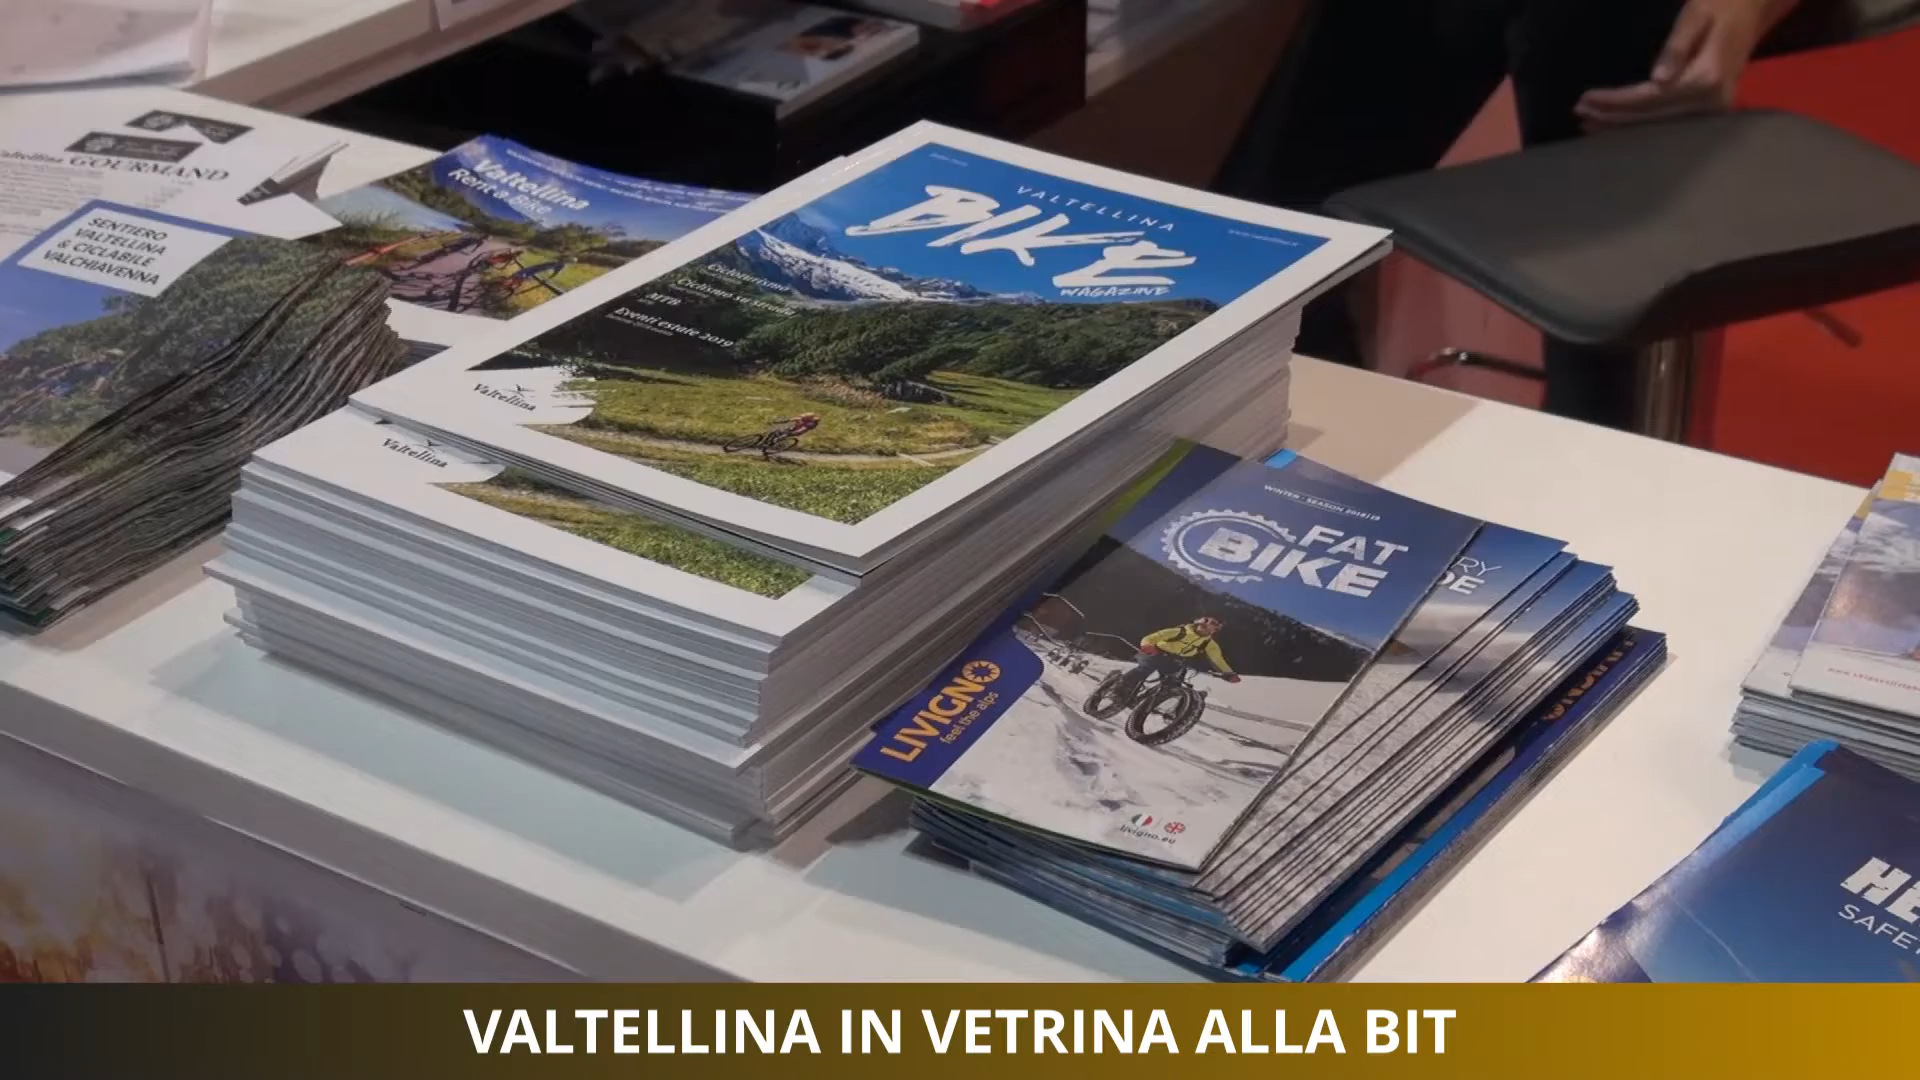 GOURMAND
SENTIERO
VALTELLINA
& CICLABILE
VALCHIAVENNA
Valtellina
Rent a Bike
VALTELLINA
BIKE
MAGAZINE
Cicloturismo
Ciclismo su strada
MTB
Eventi estate 2019
Valtellina
Valtellina
WINTER SEASON 2018/19
FAT
BIKE
LIVIGNO
feel the alps
livigno.eu
SAFE
VALTELLINA IN VETRINA ALLA BIT